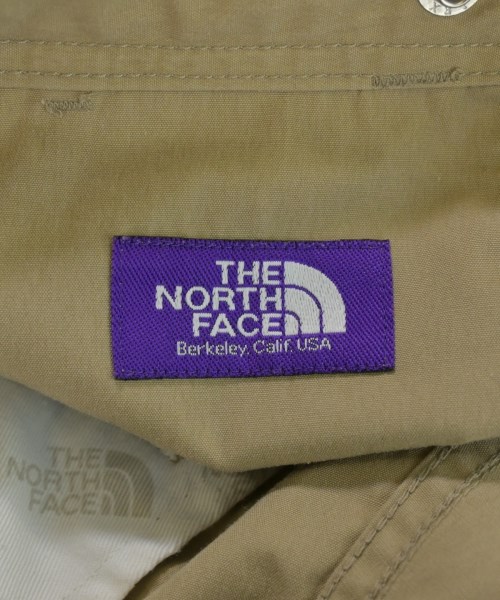 THE
NORTH
FACE
Berkeley, Calif. USA
THE
NORTH
FACE